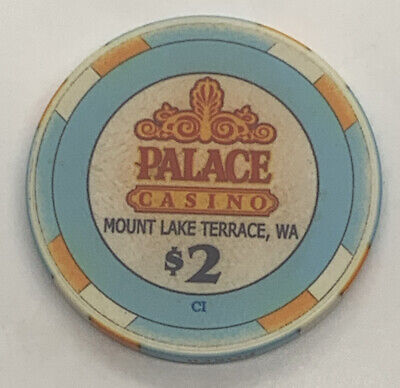 PALACE
CASINO
MOUNT LAKE TERRACE, WA
$2
CI